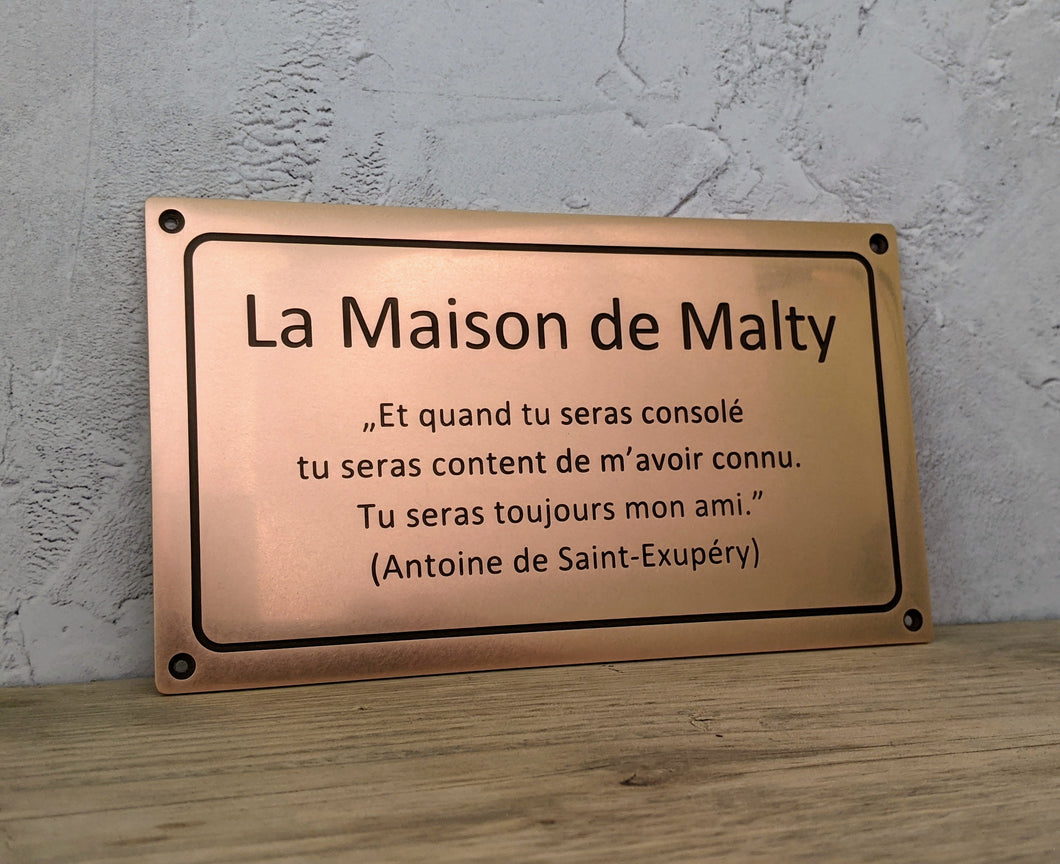 La Maison de Malty
„Et quand tu seras consolé
tu seras content de m’avoir connu.
Tu seras toujours mon ami.”
(Antoine de Saint-Exupéry)